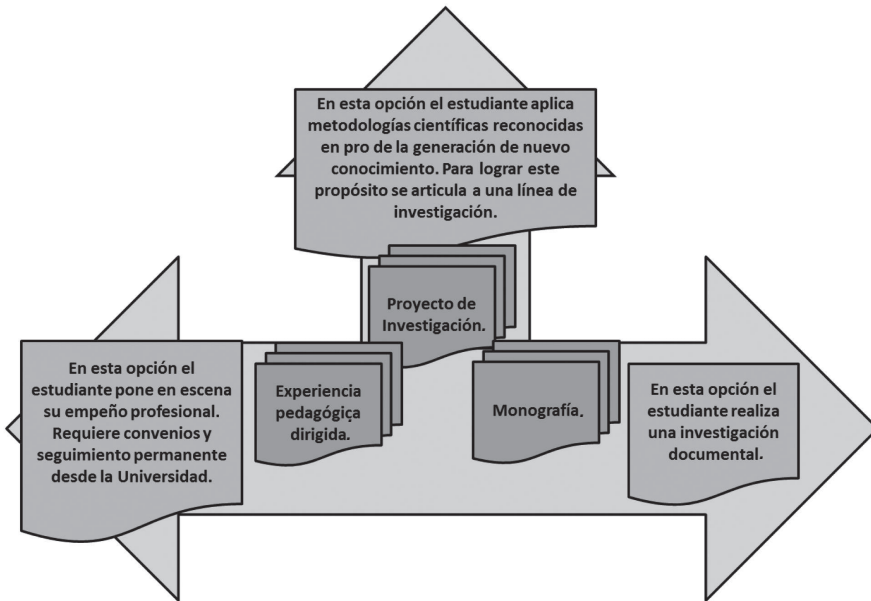 En esta opción el estudiante aplica
metodologías científicas reconocidas
en pro de la generación de nuevo
conocimiento. Para lograr este
propósito se articula a una línea de
investigación.
Proyecto de
Investigación.
En esta opción el
estudiante pone en escena
su empeño profesional.
Requiere convenios y
seguimiento permanente
desde la Universidad.
Experiencia
pedagógica
dirigida.
Monografía.
En esta opción el
estudiante realiza
una investigación
documental.